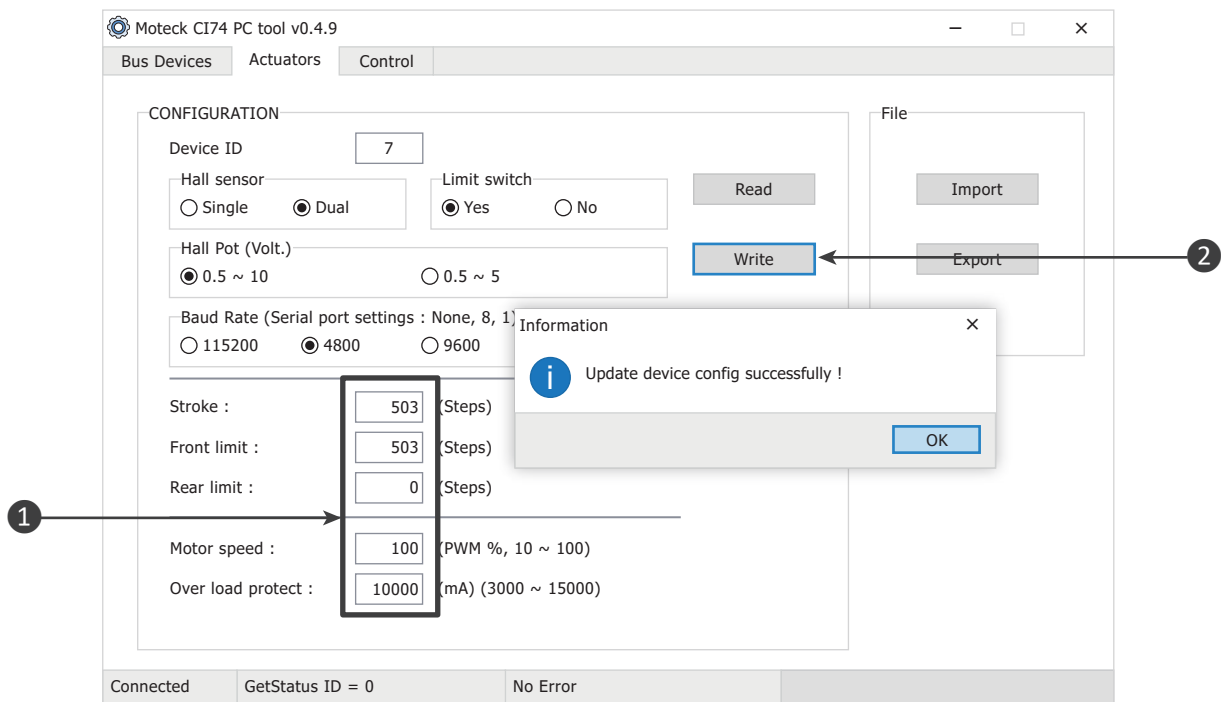 Moteck CI74 PC tool v0.4.9
Bus Devices Actuators Control
CONFIGURATION
File
Device ID 7
Hall sensor
Single Dual
Limit switch
Yes No
Read
Import
Hall Pot (Volt.)
0.5 ~ 10 0.5 ~ 5
Write
Export
2
Baud Rate (Serial port settings : None, 8, 1)
115200 4800 9600
Information
Update device config successfully !
OK
Stroke : 503 (Steps)
Front limit : 503 (Steps)
Rear limit : 0 (Steps)
1
Motor speed : 100 (PWM %, 10 ~ 100)
Over load protect : 10000 (mA) (3000 ~ 15000)
Connected GetStatus ID = 0 No Error